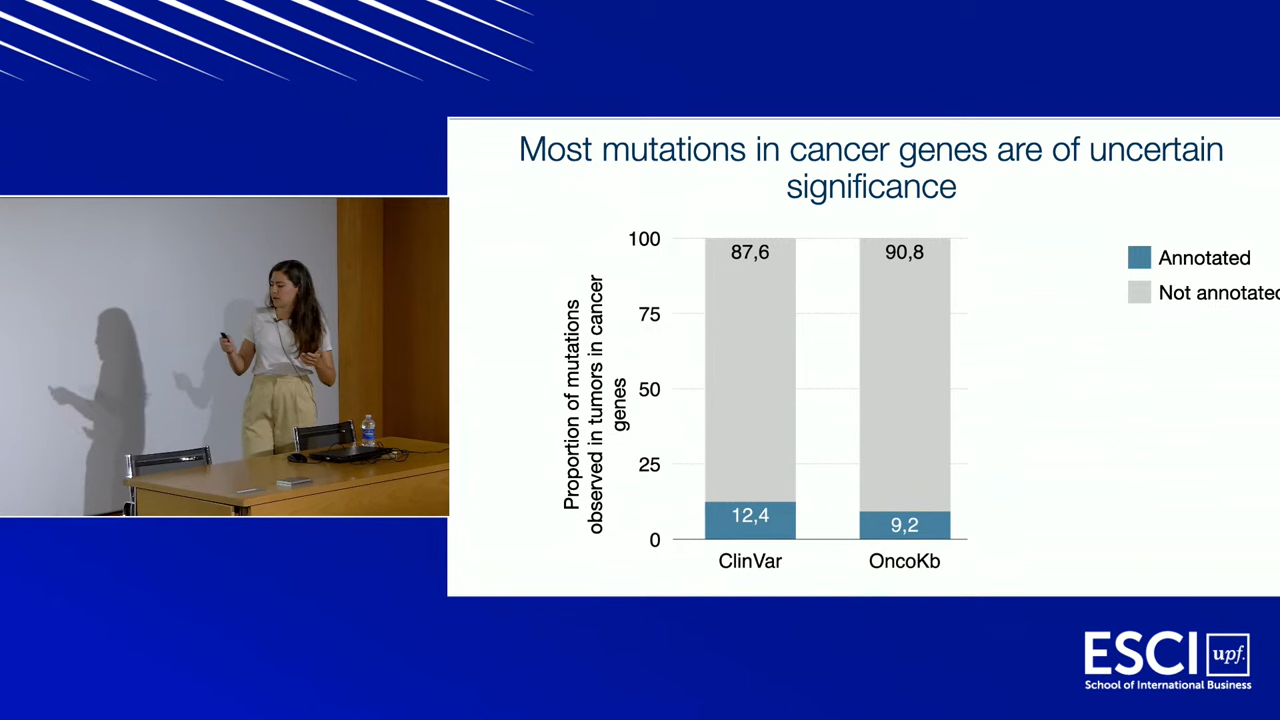 Most mutations in cancer genes are of uncertain
significance
Proportion of mutations
observed in tumors in cancer
genes
100
75
50
25
0
87,6
12,4
90,8
9,2
ClinVar
OncoKb
Annotated
Not annotated
ESCI upf.
School of International Business